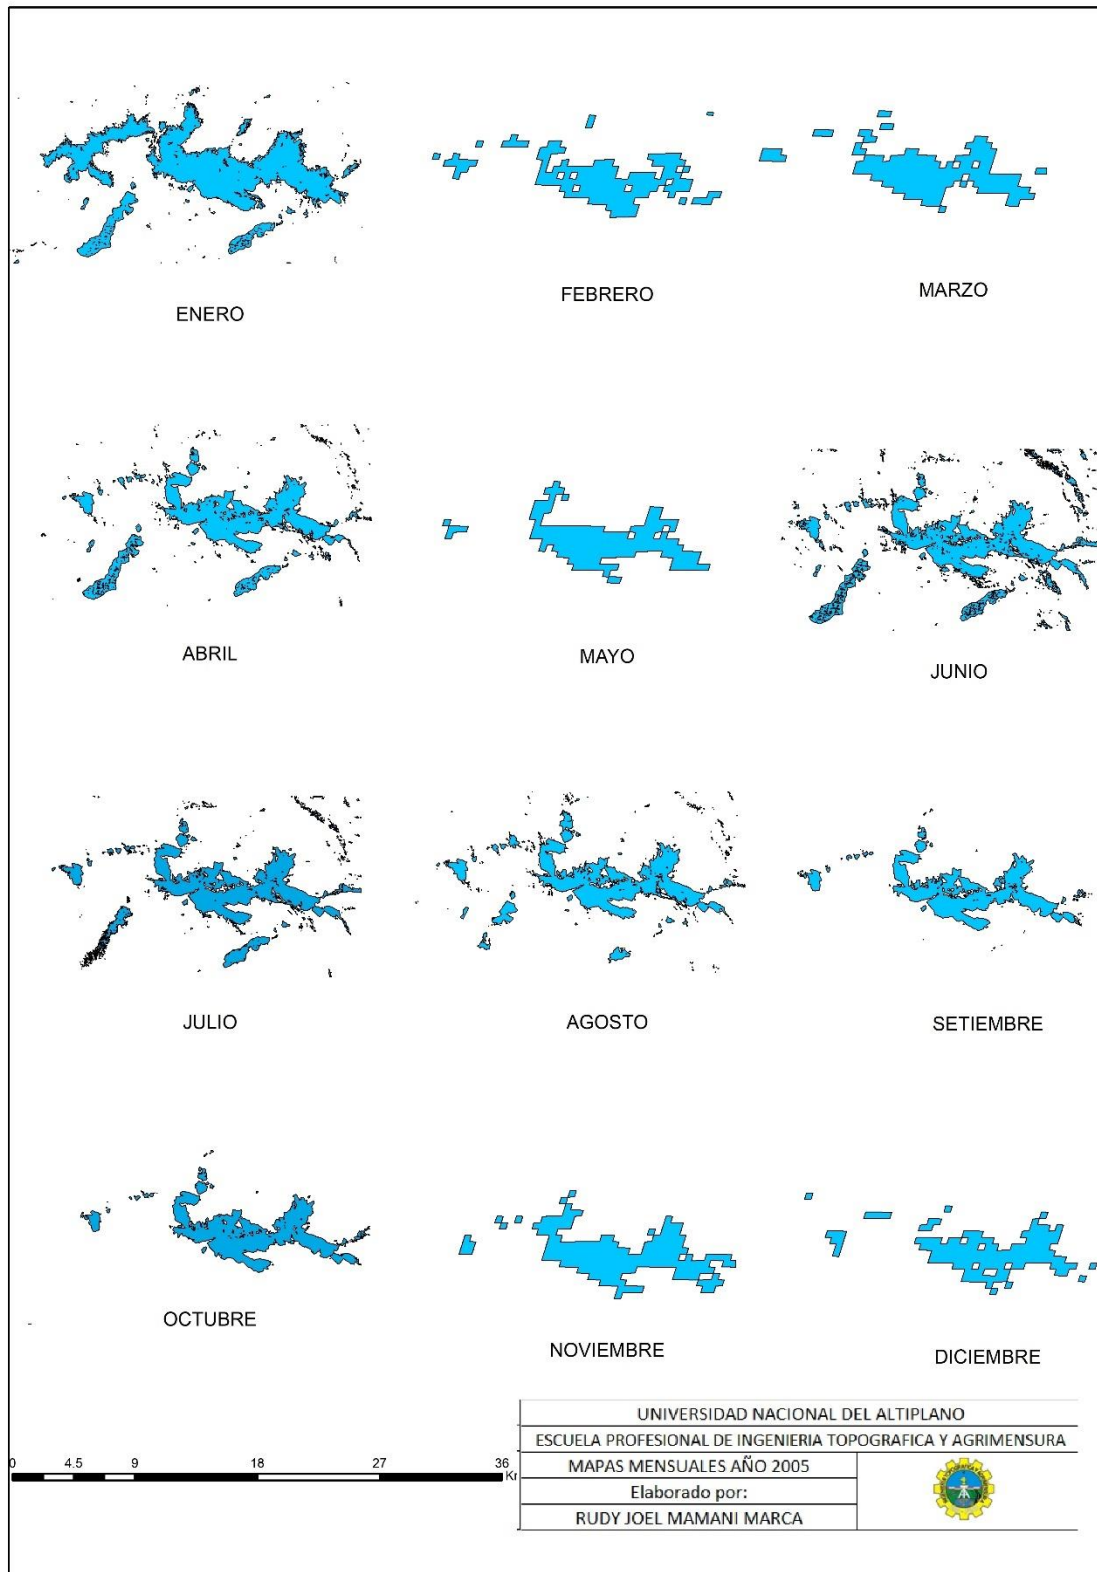 ENERO
FEBRERO
MARZO
ABRIL
MAYO
JUNIO
JULIO
AGOSTO
SETIEMBRE
OCTUBRE
NOVIEMBRE
DICIEMBRE
0 4.5 9 18 27 36
UNIVERSIDAD NACIONAL DEL ALTIPLANO
ESCUELA PROFESIONAL DE INGENIERIA TOPOGRAFICA Y AGRIMENSURA
MAPAS MENSUALES AÑO 2005
Elaborado por:
RUDY JOEL MAMANI MARCA